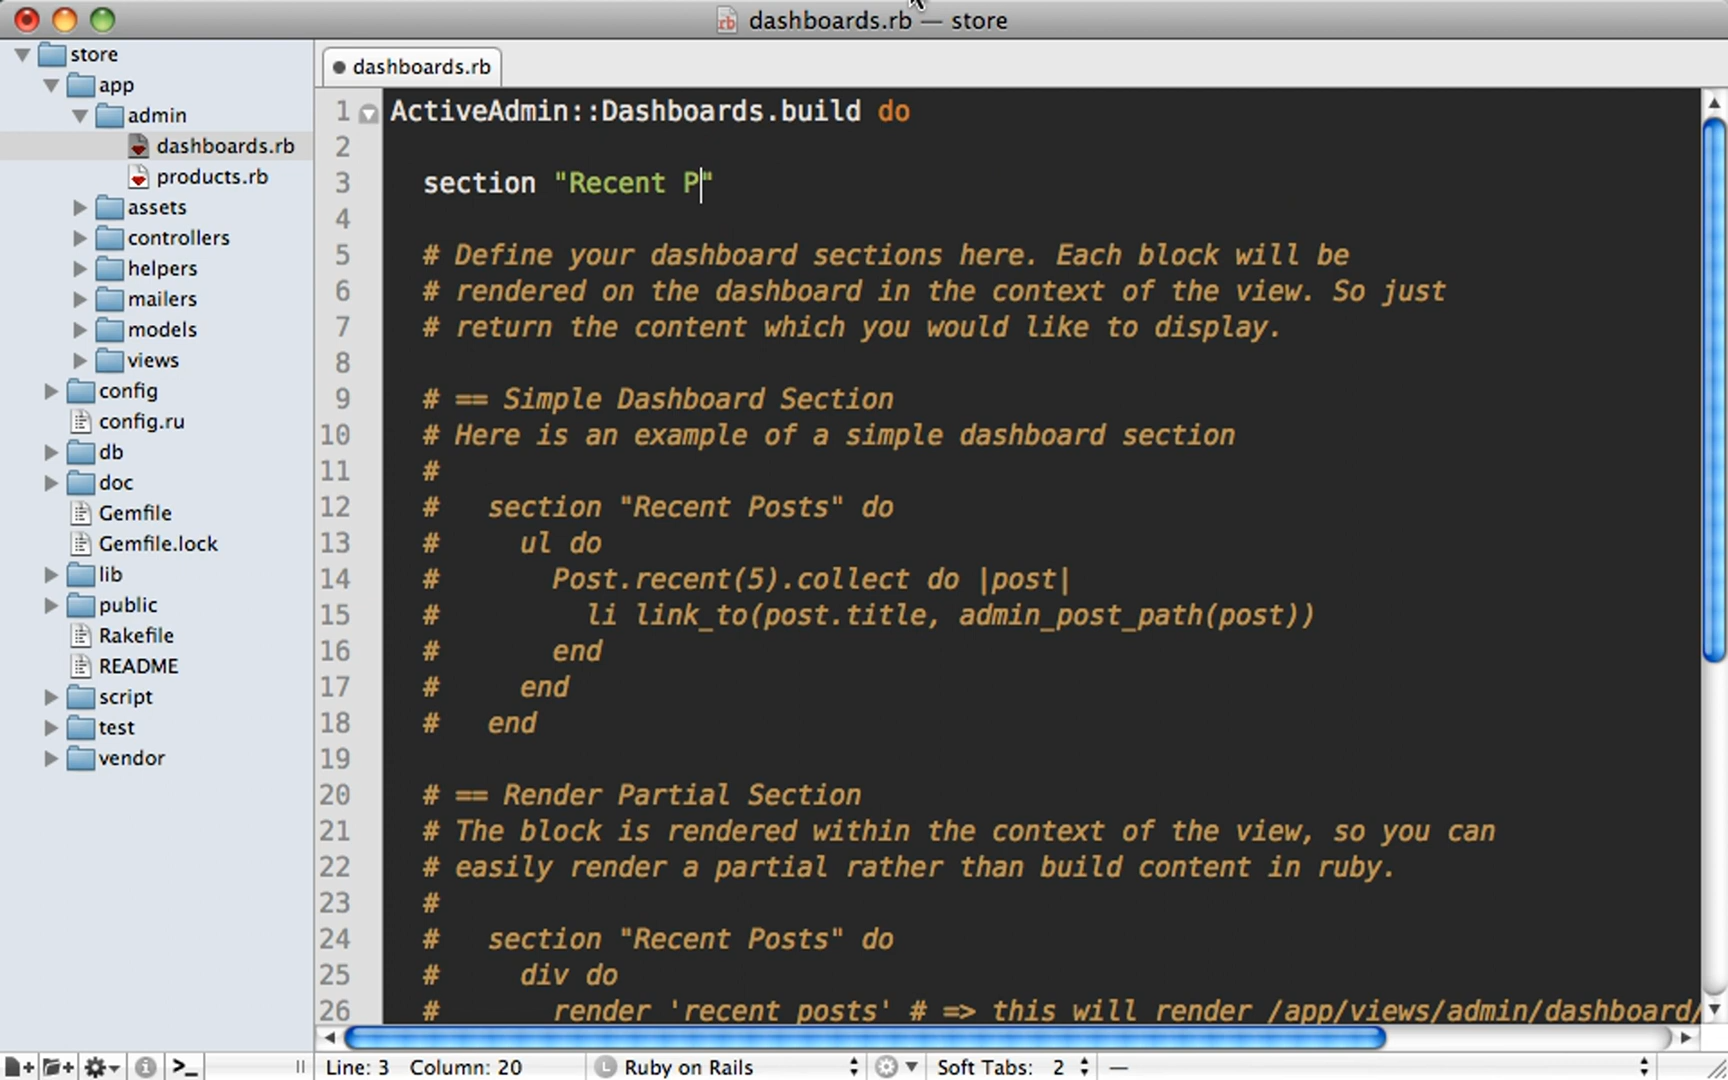 dashboards.rb — store
store
app
admin
dashboards.rb
products.rb
assets
controllers
helpers
mailers
models
views
config
config.ru
db
doc
Gemfile
Gemfile.lock
lib
public
Rakefile
README
script
test
vendor
dashboards.rb
1 ActiveAdmin::Dashboards.build do
2
3   section "Recent P"
4
5   # Define your dashboard sections here. Each block will be
6   # rendered on the dashboard in the context of the view. So just
7   # return the content which you would like to display.
8
9   # == Simple Dashboard Section
10   # Here is an example of a simple dashboard section
11   #
12   #   section "Recent Posts" do
13   #     ul do
14   #       Post.recent(5).collect do |post|
15   #         li link_to(post.title, admin_post_path(post))
16   #       end
17   #     end
18   #   end
19
20   # == Render Partial Section
21   # The block is rendered within the context of the view, so you can
22   # easily render a partial rather than build content in ruby.
23   #
24   #   section "Recent Posts" do
25   #     div do
26   #       render 'recent_posts' # => this will render /app/views/admin/dashboard/
Line: 3 Column: 20 L Ruby on Rails Soft Tabs: 2 —